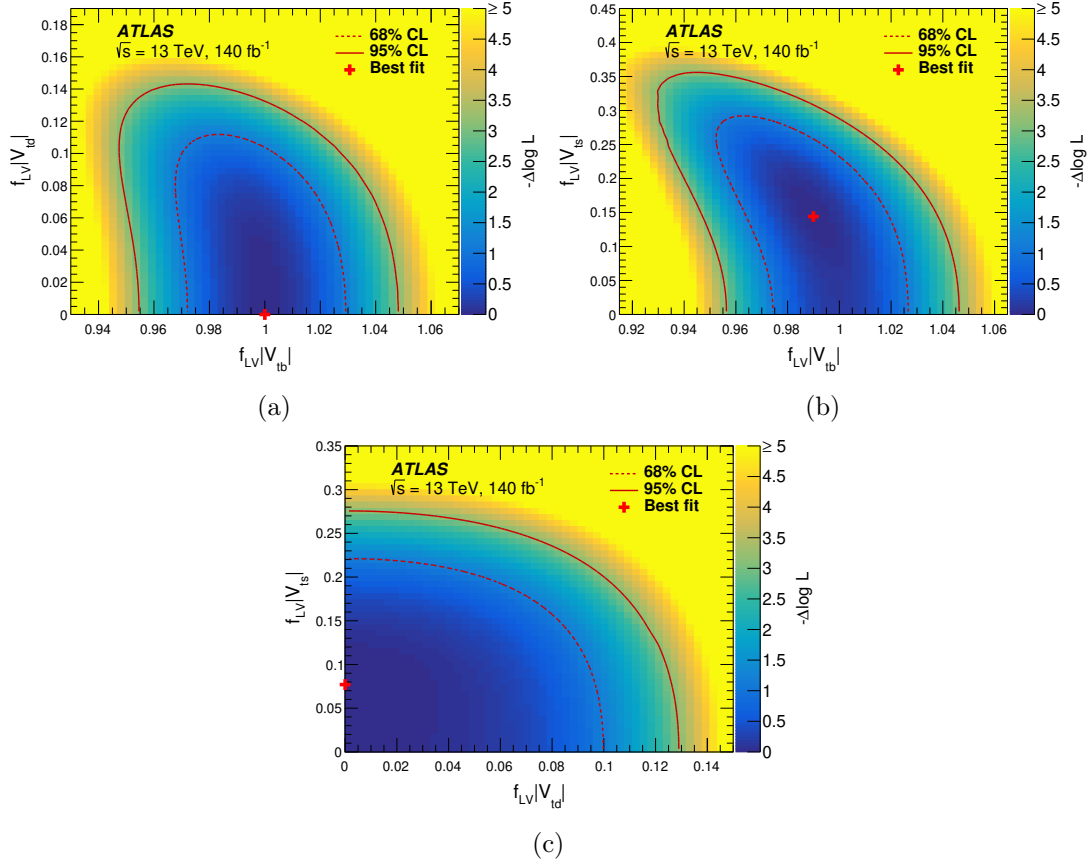 ATLAS
√s = 13 TeV, 140 fb⁻¹
68% CL
95% CL
Best fit
≥ 5
4.5
4
3.5
3
2.5
2
1.5
1
0.5
0
-Δlog L
0.18
0.16
0.14
0.12
0.1
0.08
0.06
0.04
0.02
0
f_LV|V_td|
0.94 0.96 0.98 1 1.02 1.04 1.06
f_LV|V_tb|
(a)
ATLAS
√s = 13 TeV, 140 fb⁻¹
68% CL
95% CL
Best fit
≥ 5
4.5
4
3.5
3
2.5
2
1.5
1
0.5
0
-Δlog L
0.45
0.4
0.35
0.3
0.25
0.2
0.15
0.1
0.05
0
f_LV|V_ts|
0.92 0.94 0.96 0.98 1 1.02 1.04 1.06
f_LV|V_tb|
(b)
ATLAS
√s = 13 TeV, 140 fb⁻¹
68% CL
95% CL
Best fit
≥ 5
4.5
4
3.5
3
2.5
2
1.5
1
0.5
0
-Δlog L
0.35
0.3
0.25
0.2
0.15
0.1
0.05
0
f_LV|V_ts|
0 0.02 0.04 0.06 0.08 0.1 0.12 0.14
f_LV|V_td|
(c)